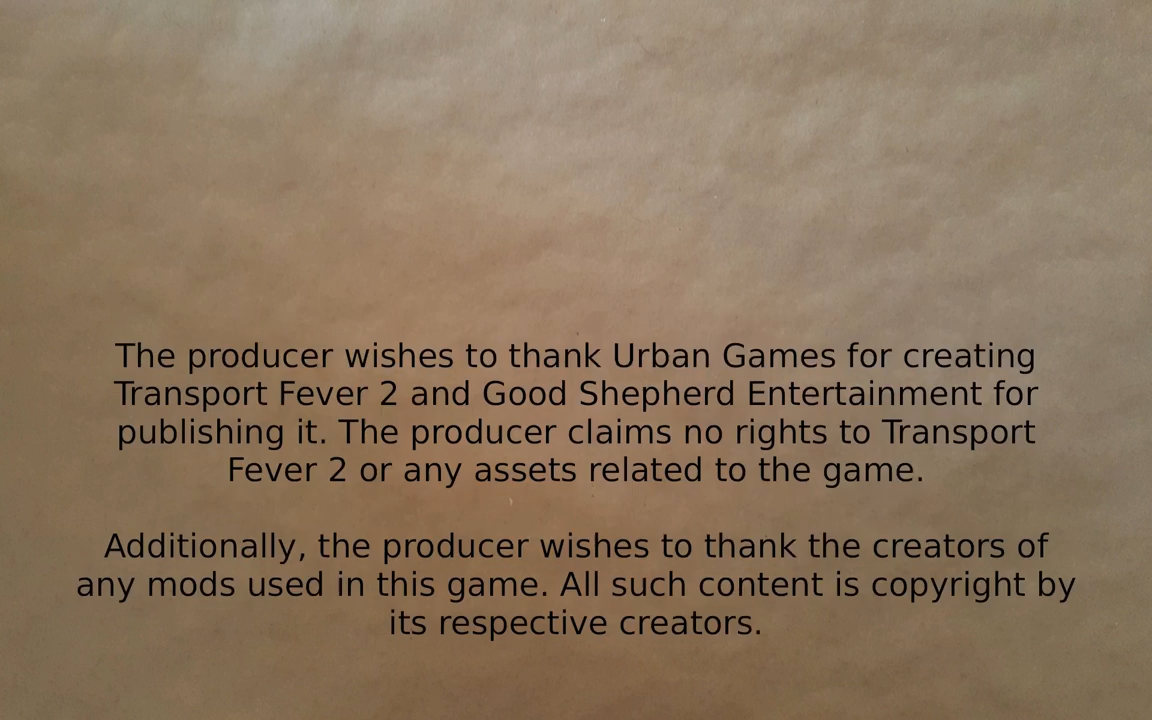 The producer wishes to thank Urban Games for creating
Transport Fever 2 and Good Shepherd Entertainment for
publishing it. The producer claims no rights to Transport
Fever 2 or any assets related to the game.
Additionally, the producer wishes to thank the creators of
any mods used in this game. All such content is copyright by
its respective creators.